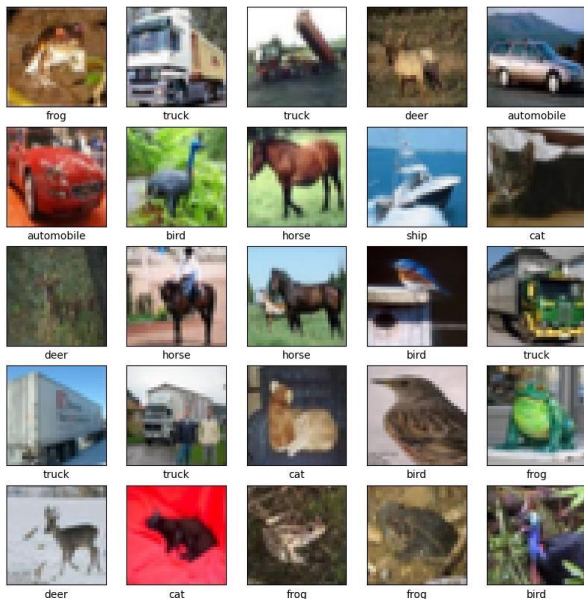 frog truck truck deer automobile
automobile bird horse ship cat
deer horse horse bird truck
truck truck cat bird frog
deer cat frog frog bird